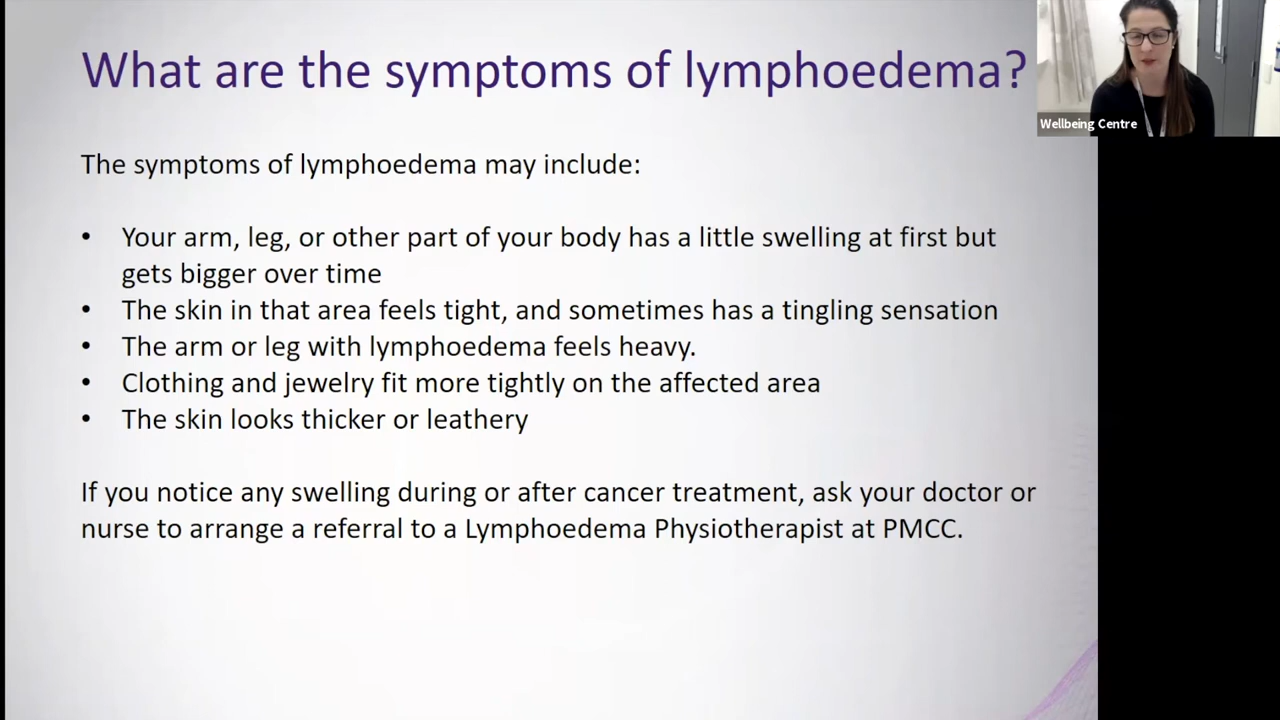 What are the symptoms of lymphoedema?
Wellbeing Centre
The symptoms of lymphoedema may include:
• Your arm, leg, or other part of your body has a little swelling at first but
gets bigger over time
• The skin in that area feels tight, and sometimes has a tingling sensation
• The arm or leg with lymphoedema feels heavy.
• Clothing and jewelry fit more tightly on the affected area
• The skin looks thicker or leathery
If you notice any swelling during or after cancer treatment, ask your doctor or
nurse to arrange a referral to a Lymphoedema Physiotherapist at PMCC.